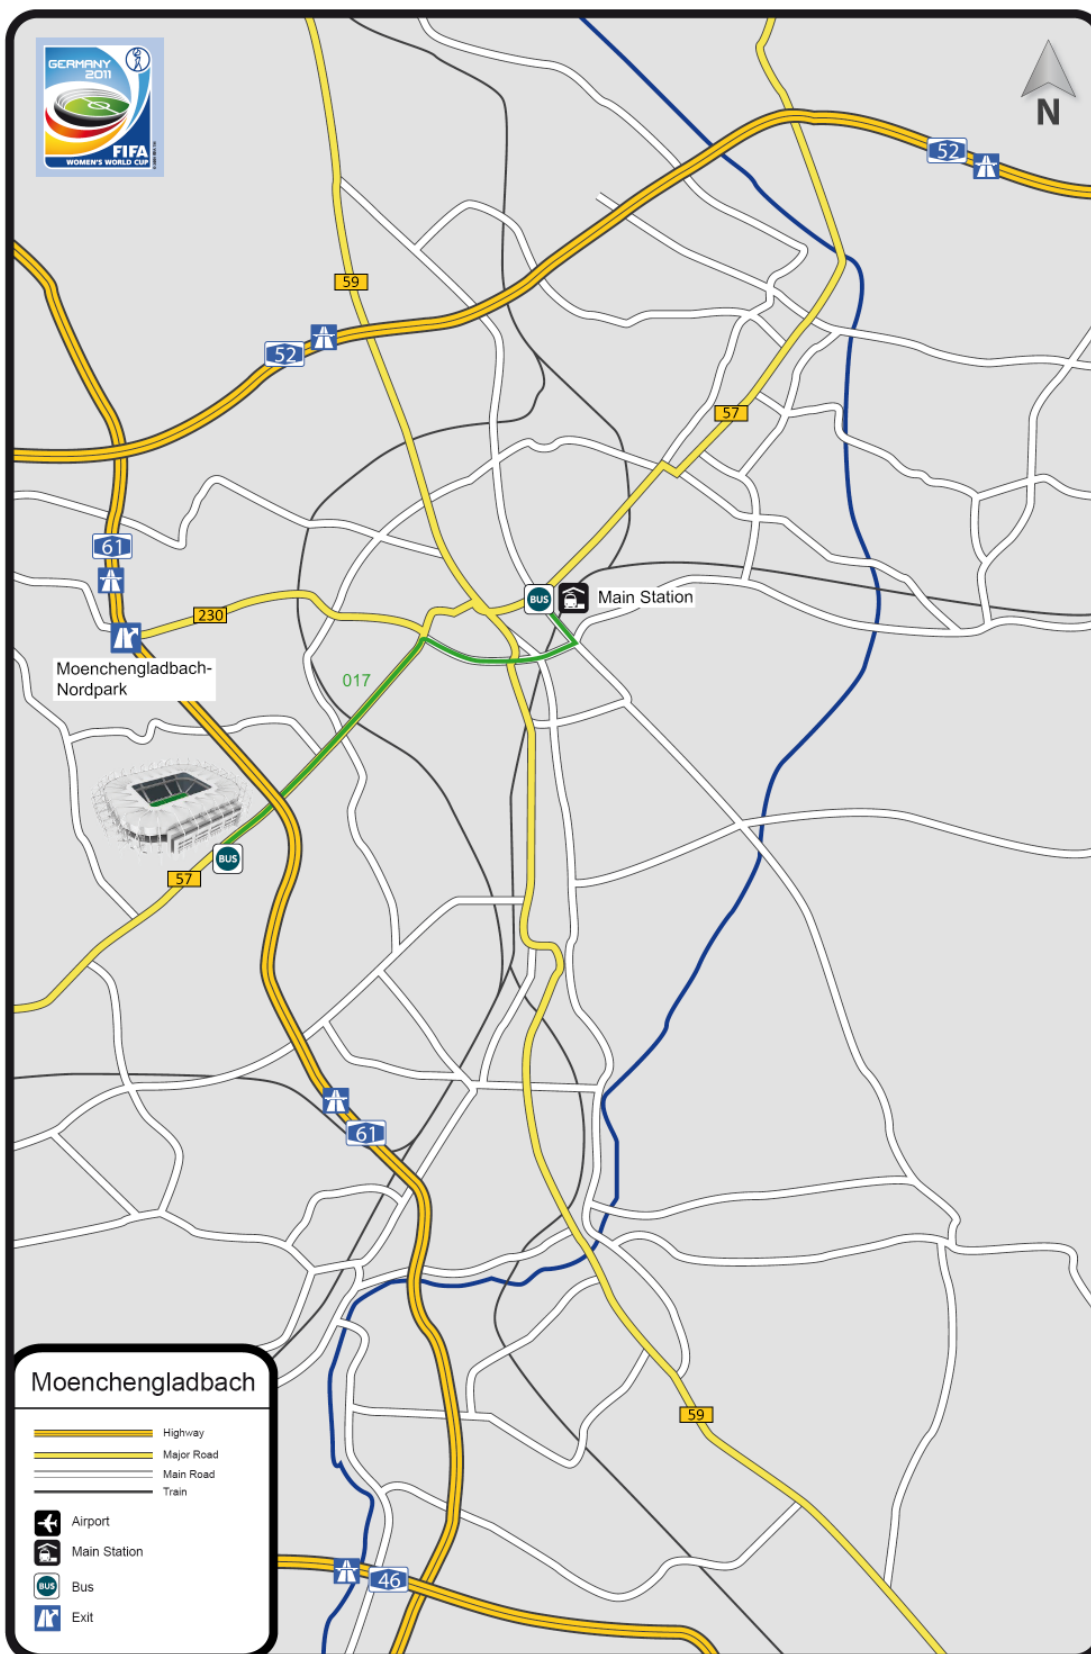 GERMANY
2011
FIFA
WOMEN'S WORLD CUP
N
52
59
52
57
61
230
BUS
Main Station
Moenchengladbach-
Nordpark
017
BUS
57
61
59
46
Moenchengladbach
Highway
Major Road
Main Road
Train
Airport
Main Station
BUS
Bus
Exit